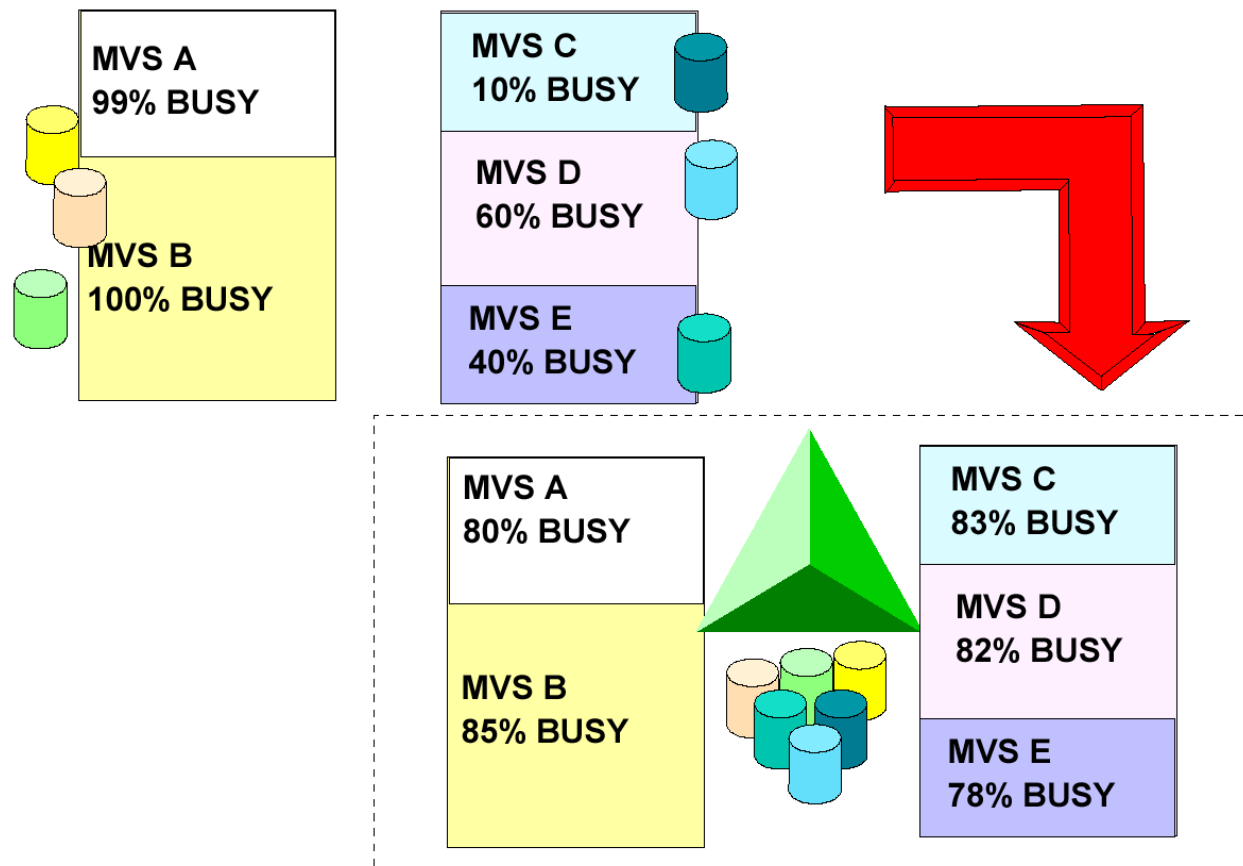 MVS A
99% BUSY
MVS B
100% BUSY
MVS C
10% BUSY
MVS D
60% BUSY
MVS E
40% BUSY
MVS A
80% BUSY
MVS B
85% BUSY
MVS C
83% BUSY
MVS D
82% BUSY
MVS E
78% BUSY